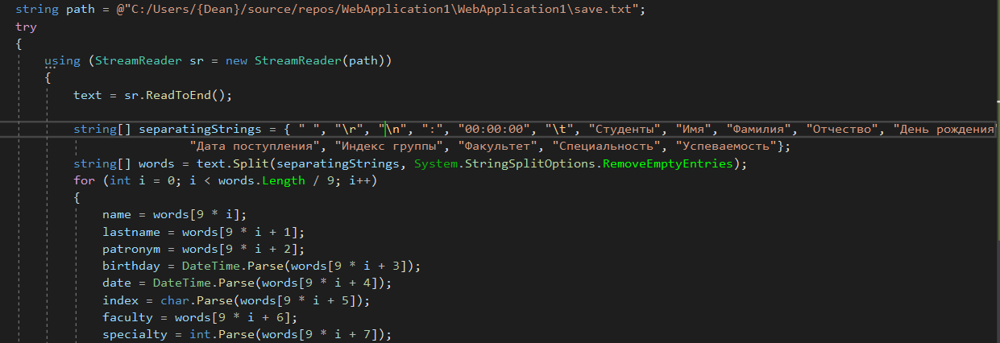 string path = @"C:/Users/{Dean}/source/repos/WebApplication1\WebApplication1\save.txt";
try
{
using (StreamReader sr = new StreamReader(path))
{
text = sr.ReadToEnd();
string[] separatingStrings = { " ", "\r", "\n", ":", "00:00:00", "\t", "Студенты", "Имя", "Фамилия", "Отчество", "День рождения"
"Дата поступления", "Индекс группы", "Факультет", "Специальность", "Успеваемость"};
string[] words = text.Split(separatingStrings, System.StringSplitOptions.RemoveEmptyEntries);
for (int i = 0; i < words.Length / 9; i++)
{
name = words[9 * i];
lastname = words[9 * i + 1];
patronym = words[9 * i + 2];
birthday = DateTime.Parse(words[9 * i + 3]);
date = DateTime.Parse(words[9 * i + 4]);
index = char.Parse(words[9 * i + 5]);
faculty = words[9 * i + 6];
specialty = int.Parse(words[9 * i + 7]);